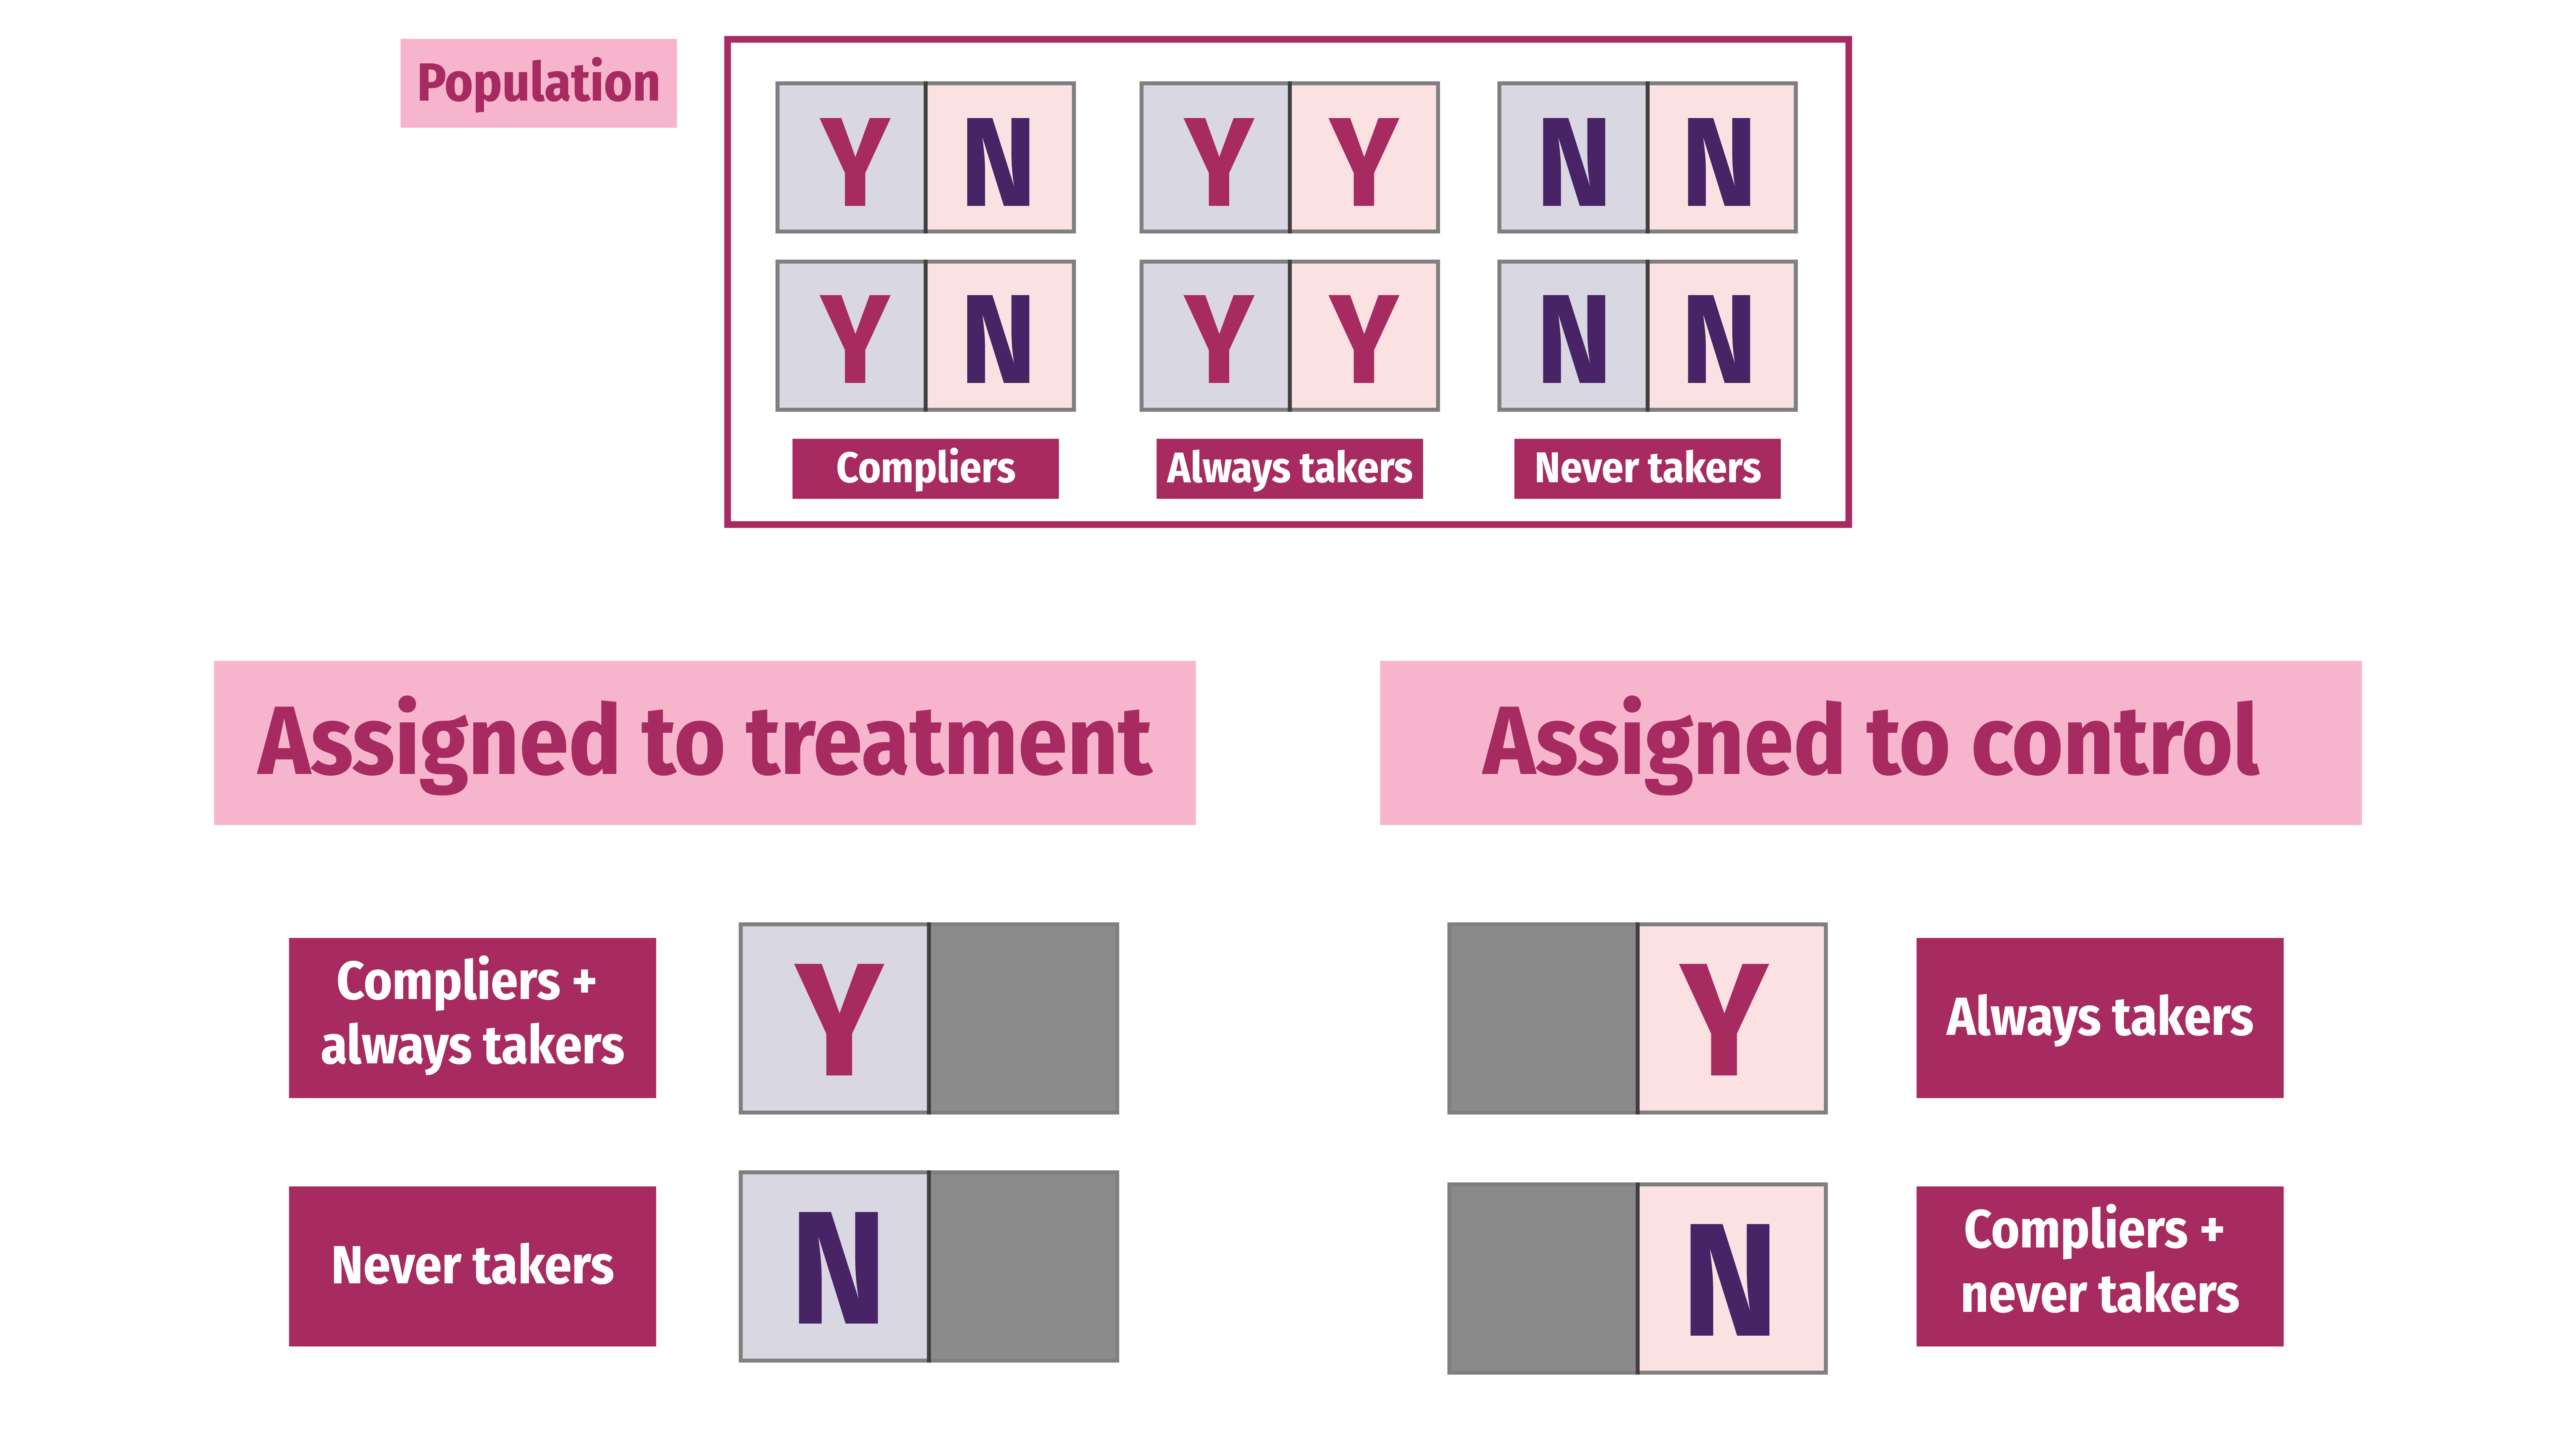 Population
Y N Y Y N N
Y N Y Y N N
Compliers Always takers Never takers
Assigned to treatment
Assigned to control
Compliers +
always takers
Y
Never takers
N
Y
Always takers
N
Compliers +
never takers